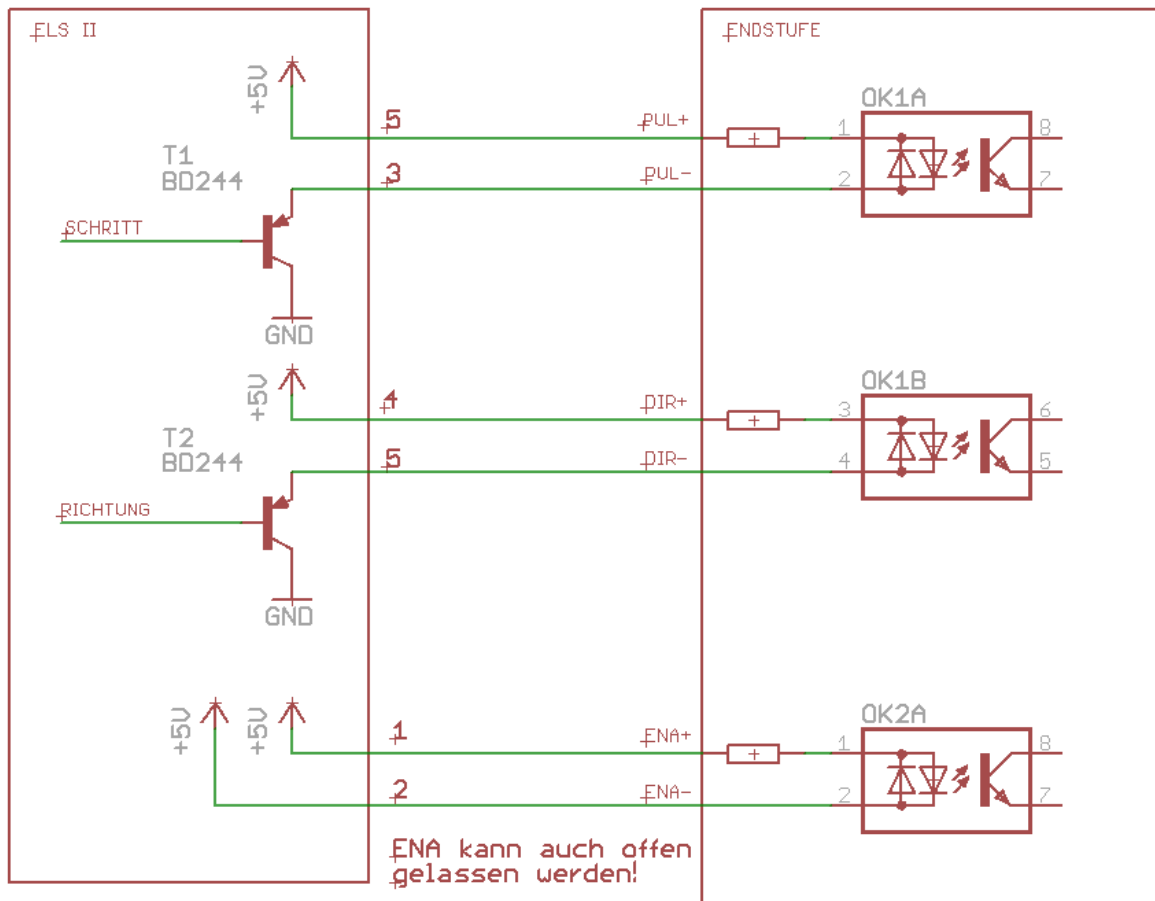 ELS II
ENDSTUFE
+5V
5
PUL+
OK1A
1
8
T1
BD244
3
PUL-
2
7
SCHRITT
GND
+5V
4
DIR+
OK1B
3
6
T2
BD244
5
DIR-
4
5
RICHTUNG
GND
+5V
+5V
1
ENA+
OK2A
1
8
2
ENA-
2
7
ENA kann auch offen
gelassen werden!